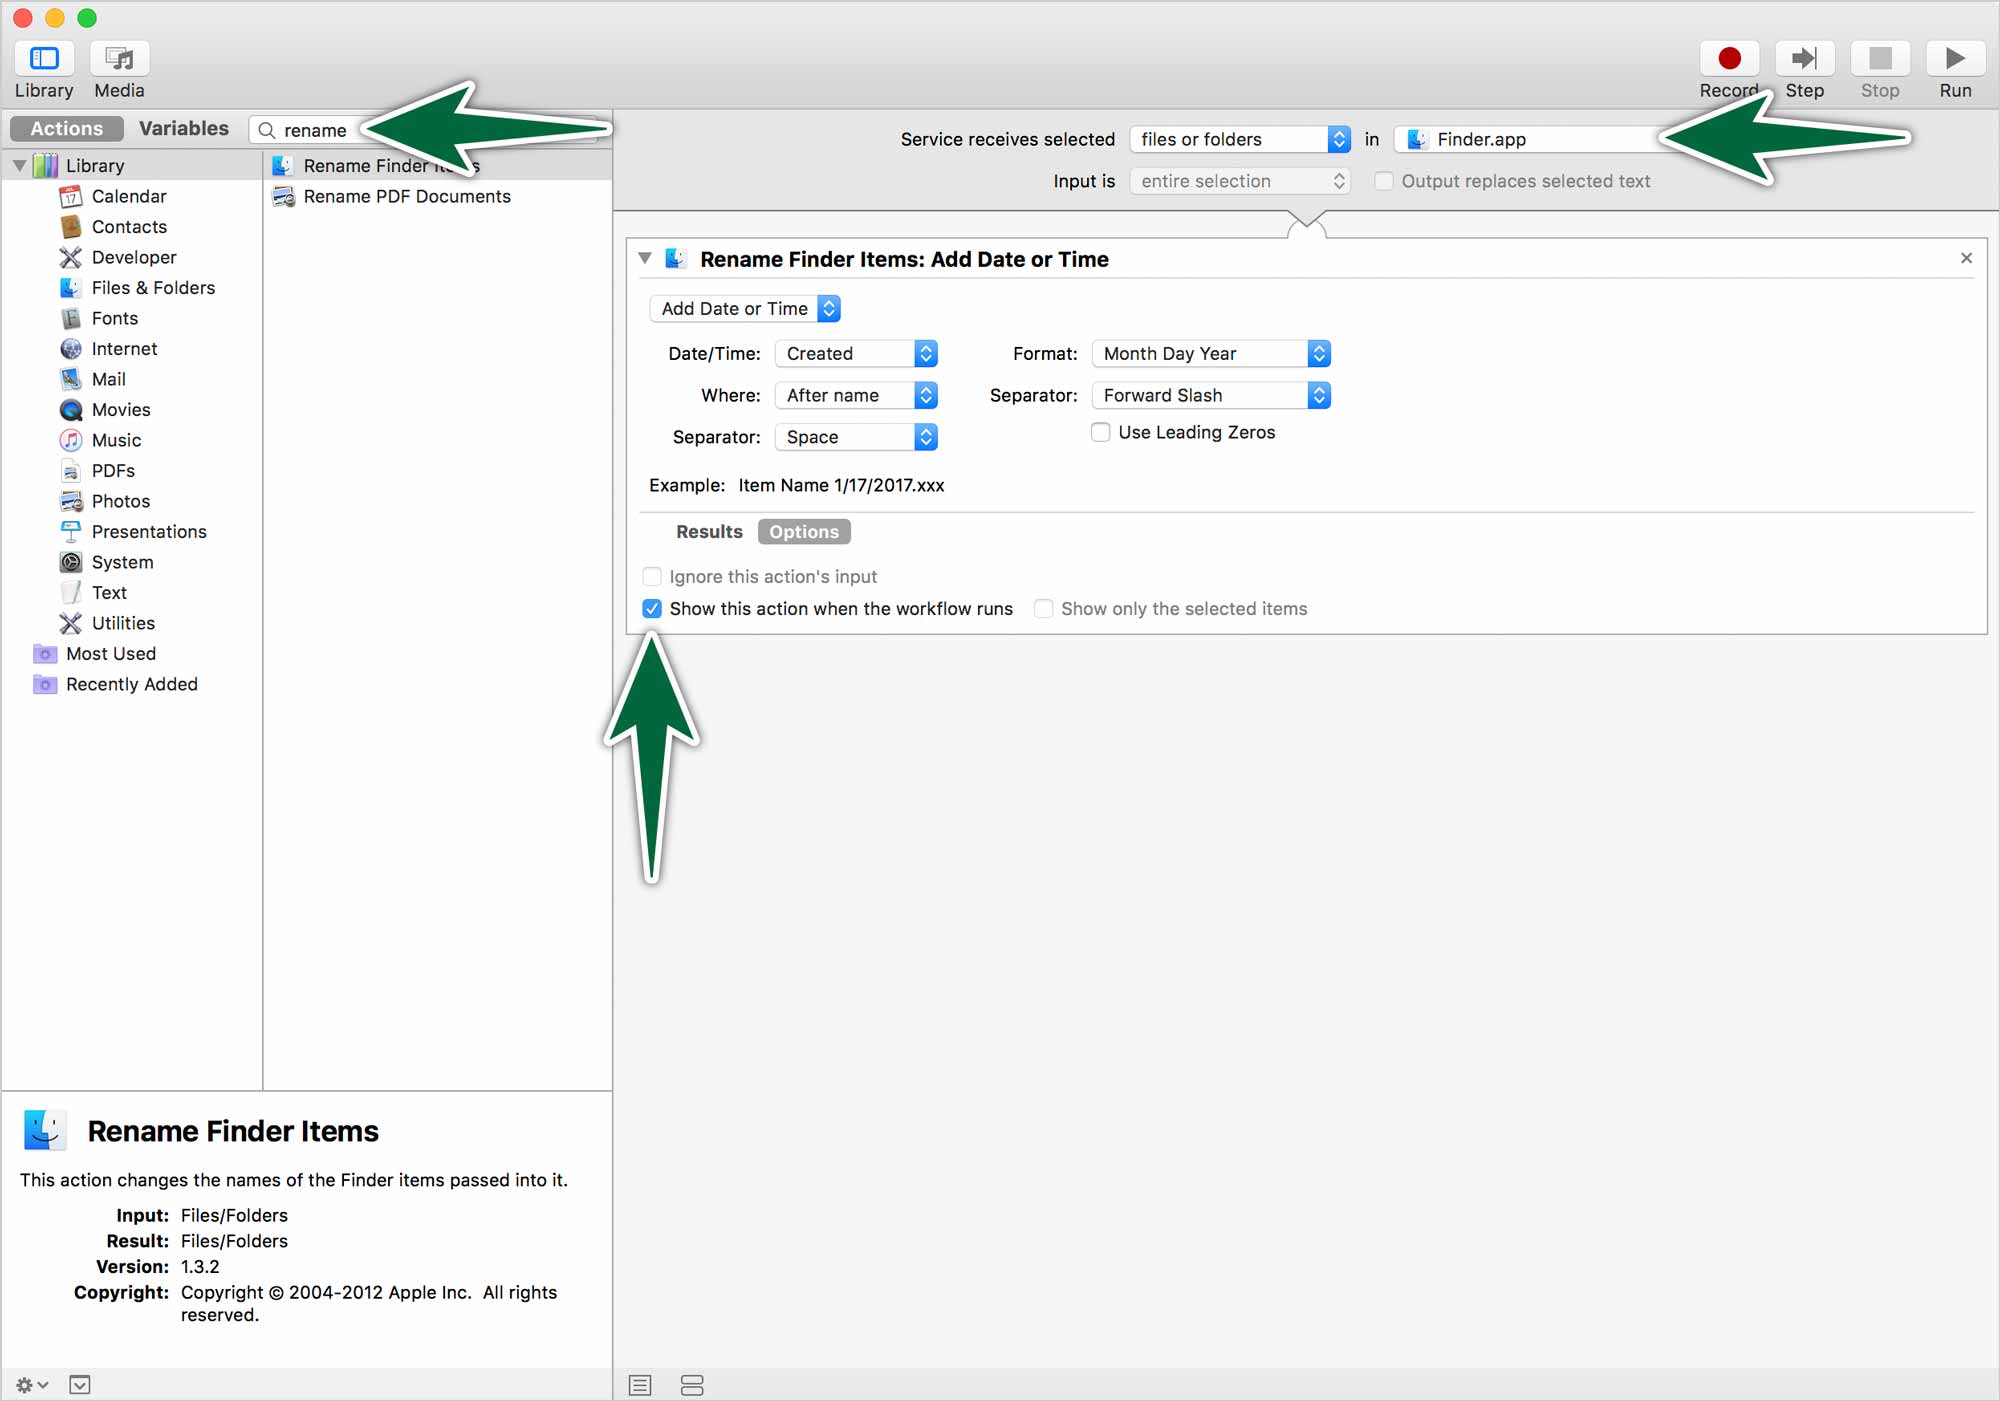 Library Media Record Step Stop Run
Actions Variables rename
Service receives selected files or folders in Finder.app
Input is entire selection Output replaces selected text
Library
Calendar
Contacts
Developer
Files & Folders
Fonts
Internet
Mail
Movies
Music
PDFs
Photos
Presentations
System
Text
Utilities
Most Used
Recently Added
Rename Finder
Rename PDF Documents
Rename Finder Items: Add Date or Time
Add Date or Time
Date/Time: Created Format: Month Day Year
Where: After name Separator: Forward Slash
Separator: Space Use Leading Zeros
Example: Item Name 1/17/2017.xxx
Results Options
Ignore this action's input
Show this action when the workflow runs Show only the selected items
Rename Finder Items
This action changes the names of the Finder items passed into it.
Input: Files/Folders
Result: Files/Folders
Version: 1.3.2
Copyright: Copyright © 2004-2012 Apple Inc. All rights
reserved.